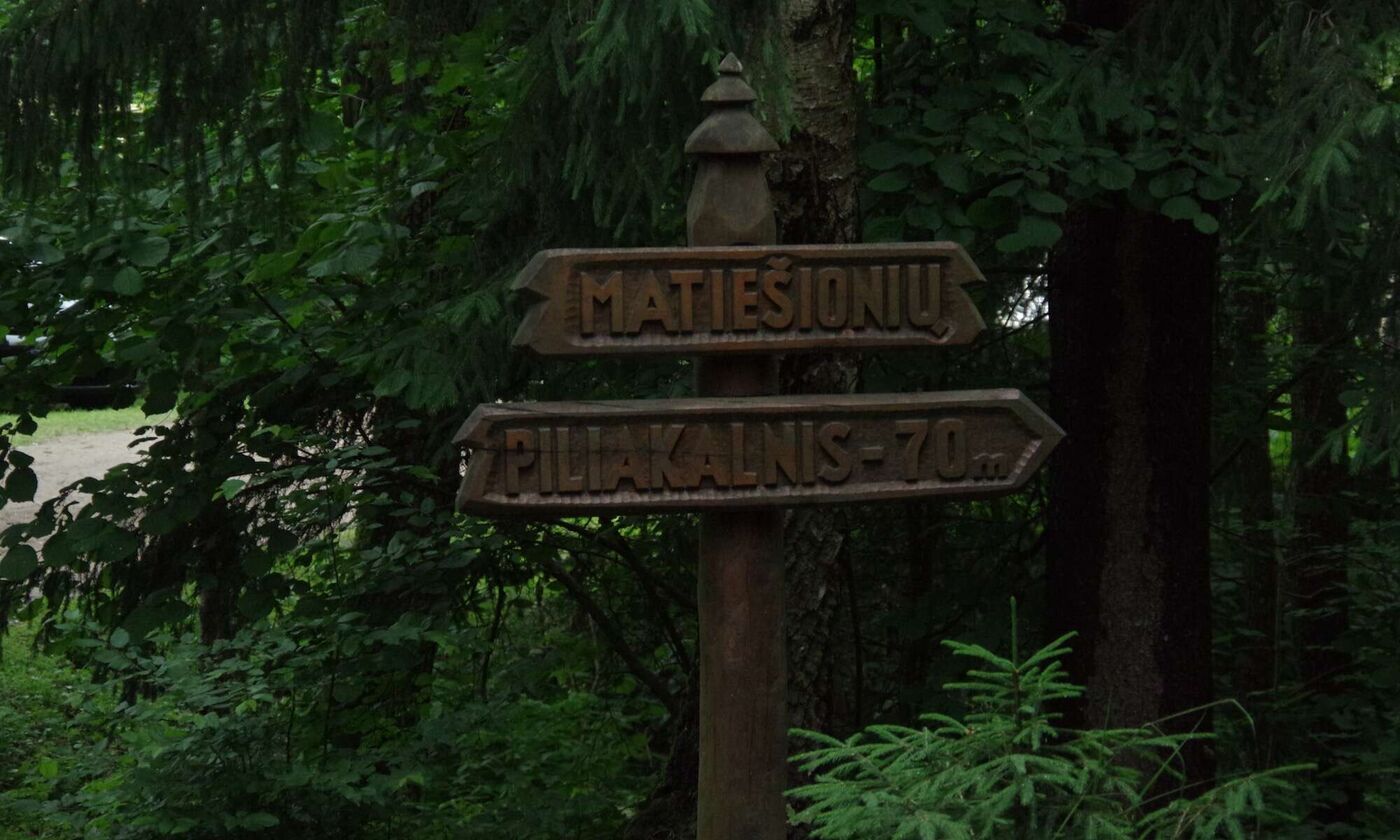 MATIEŠIONIŲ
PILIAKALNIS - 70 m